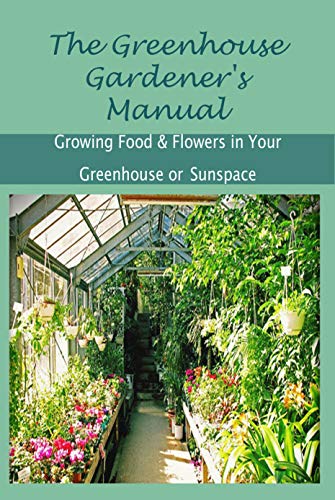 The Greenhouse
Gardener's
Manual
Growing Food & Flowers in Your
Greenhouse or Sunspace